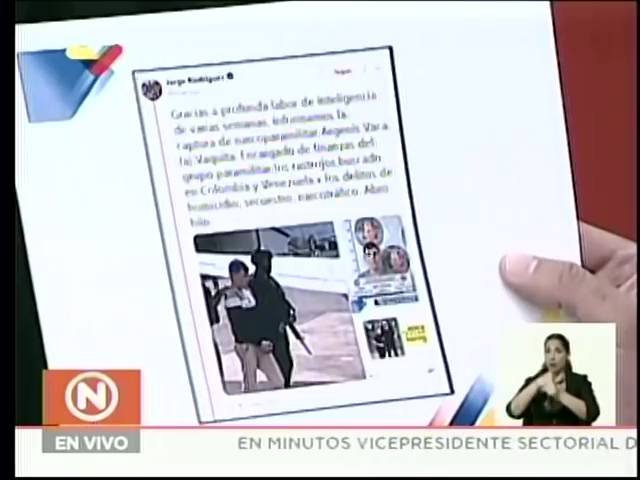 Jorge Rodríguez
Seguir
Gracias a profunda labor de inteligencia
de varias semanas, informamos la
captura de narcoparamilitar Argenis Vaca
(a) Vaquita. Encargado de finanzas del
grupo paramilitar los rastrojos buscado
en Colombia y Venezuela x los delitos de
homicidio, secuestro, narcotráfico. Abro
hilo
N
EN VIVO
EN MINUTOS VICEPRESIDENTE SECTORIAL D